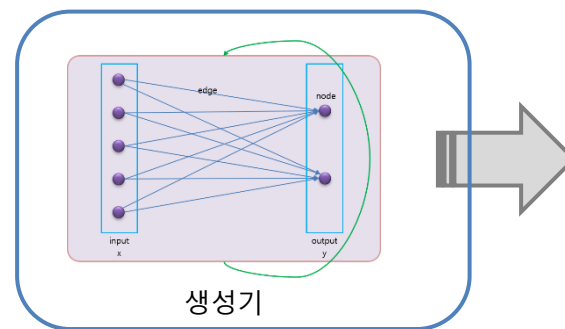 edge
node
input
x
output
y
생성기